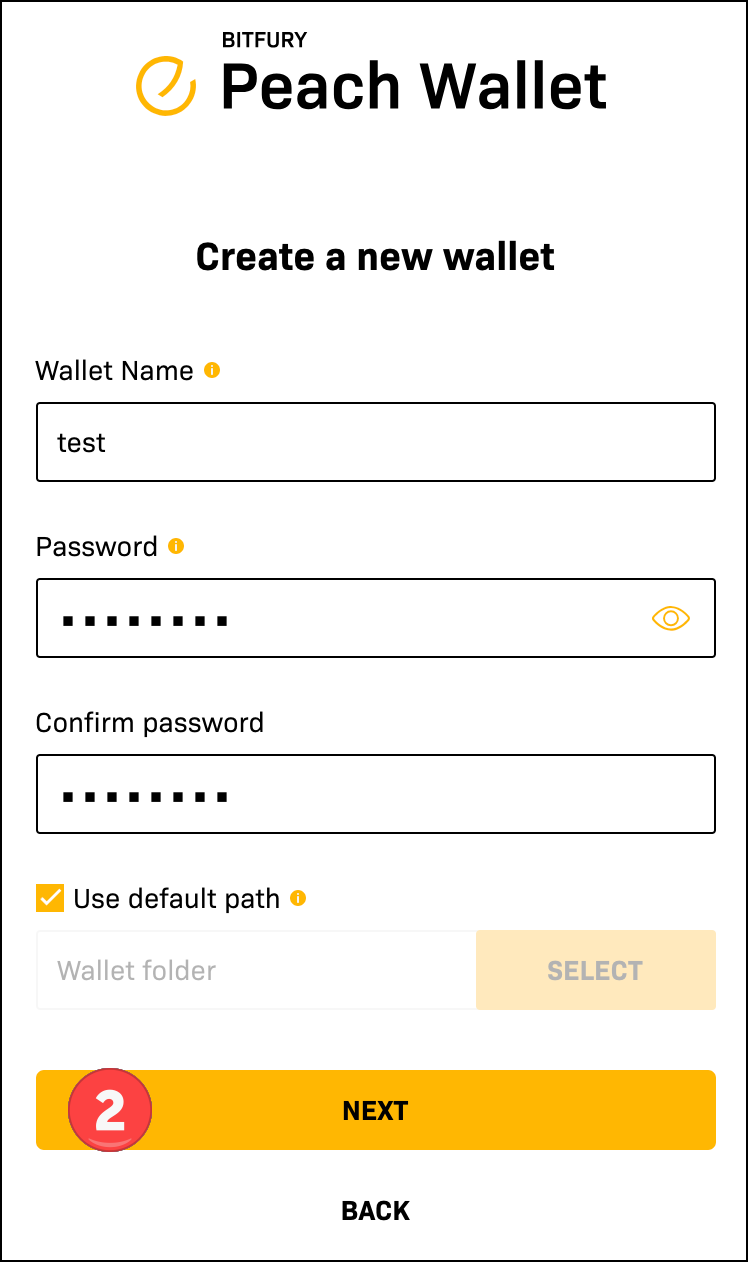 BITFURY
Peach Wallet
Create a new wallet
Wallet Name
test
Password
Confirm password
Use default path
Wallet folder
SELECT
2
NEXT
BACK